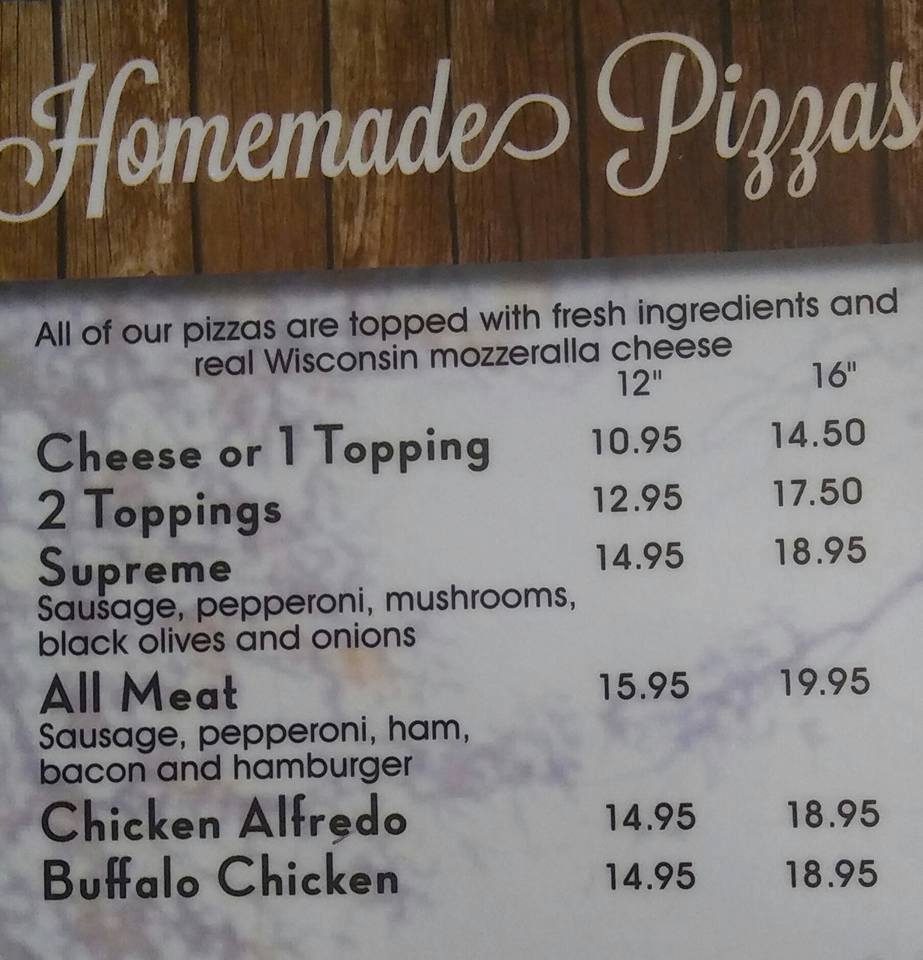 Homemade Pizzas
All of our pizzas are topped with fresh ingredients and
real Wisconsin mozzeralla cheese
12" 16"
Cheese or 1 Topping 10.95 14.50
2 Toppings 12.95 17.50
Supreme 14.95 18.95
Sausage, pepperoni, mushrooms,
black olives and onions
All Meat 15.95 19.95
Sausage, pepperoni, ham,
bacon and hamburger
Chicken Alfredo 14.95 18.95
Buffalo Chicken 14.95 18.95